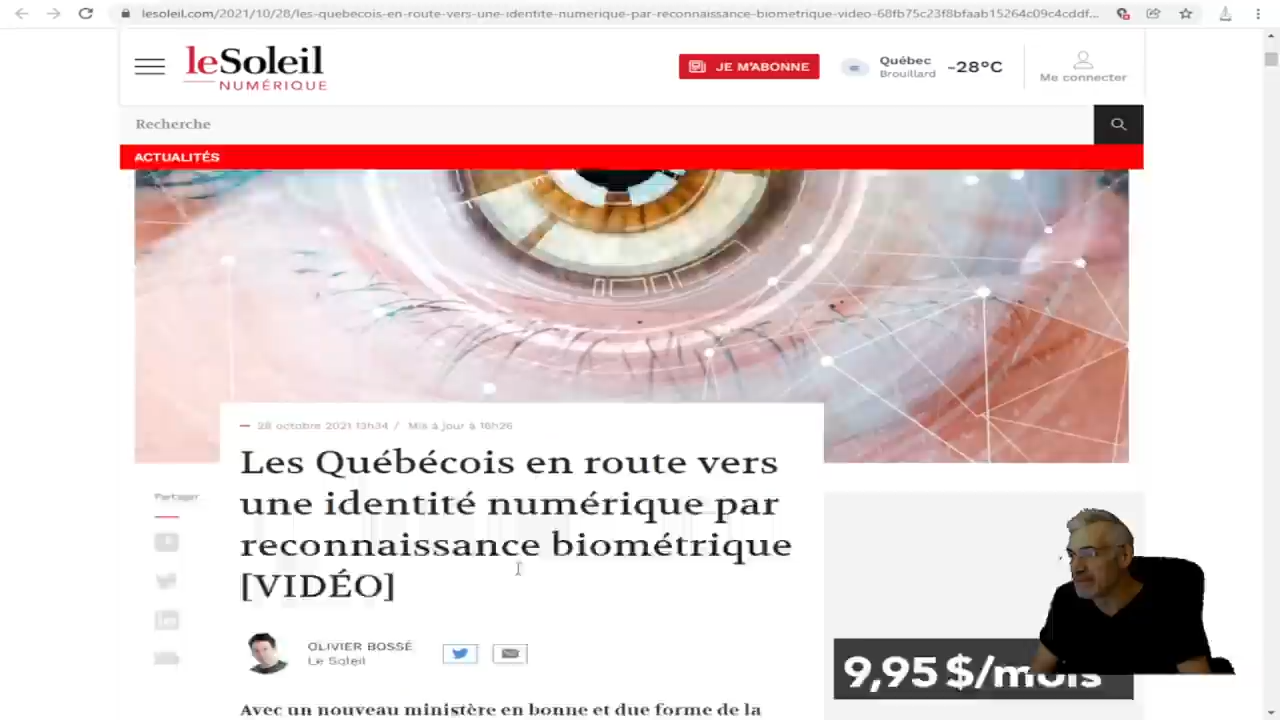 lesoleil.com/2021/10/28/les-quebecois-en-route-vers-une-identite-numerique-par-reconnaissance-biometrique-video-68fb75c23f8bfaab15264c09c4cddf...
leSoleil
NUMÉRIQUE
JE M'ABONNE
Québec
Brouillard
-28°C
Me connecter
Recherche
ACTUALITÉS
28 octobre 2021 13h34 / Mis à jour à 16h26
Les Québécois en route vers
une identité numérique par
reconnaissance biométrique
[VIDÉO]
Partager
OLIVIER BOSSÉ
Le Soleil
Avec un nouveau ministère en bonne et due forme de la
9,95 $/mois